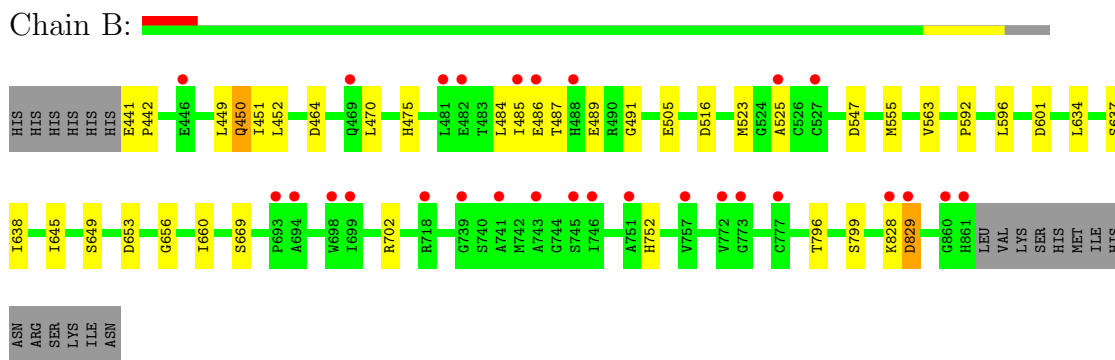 Chain B:
HIS HIS HIS HIS HIS HIS E441 P442 E446 L449 Q450 I451 L452 D464 Q469 L470 H475 L481 E482 T483 L484 I485 E486 T487 H488 E489 R490 G491 E505 D516 M523 G524 A525 C526 C527 D547 M555 V563 P592 L596 D601 L634 S637
I638 I645 S649 D653 G656 I660 S669 P693 A694 W698 I699 R702 R718 G739 S740 A741 M742 A743 G744 S745 I746 A751 H752 V757 V772 G773 C777 T796 S799 K828 D829 G860 H861 LEU VAL LYS SER HIS MET ILE HIS
ASN ARG SER LYS ILE ASN